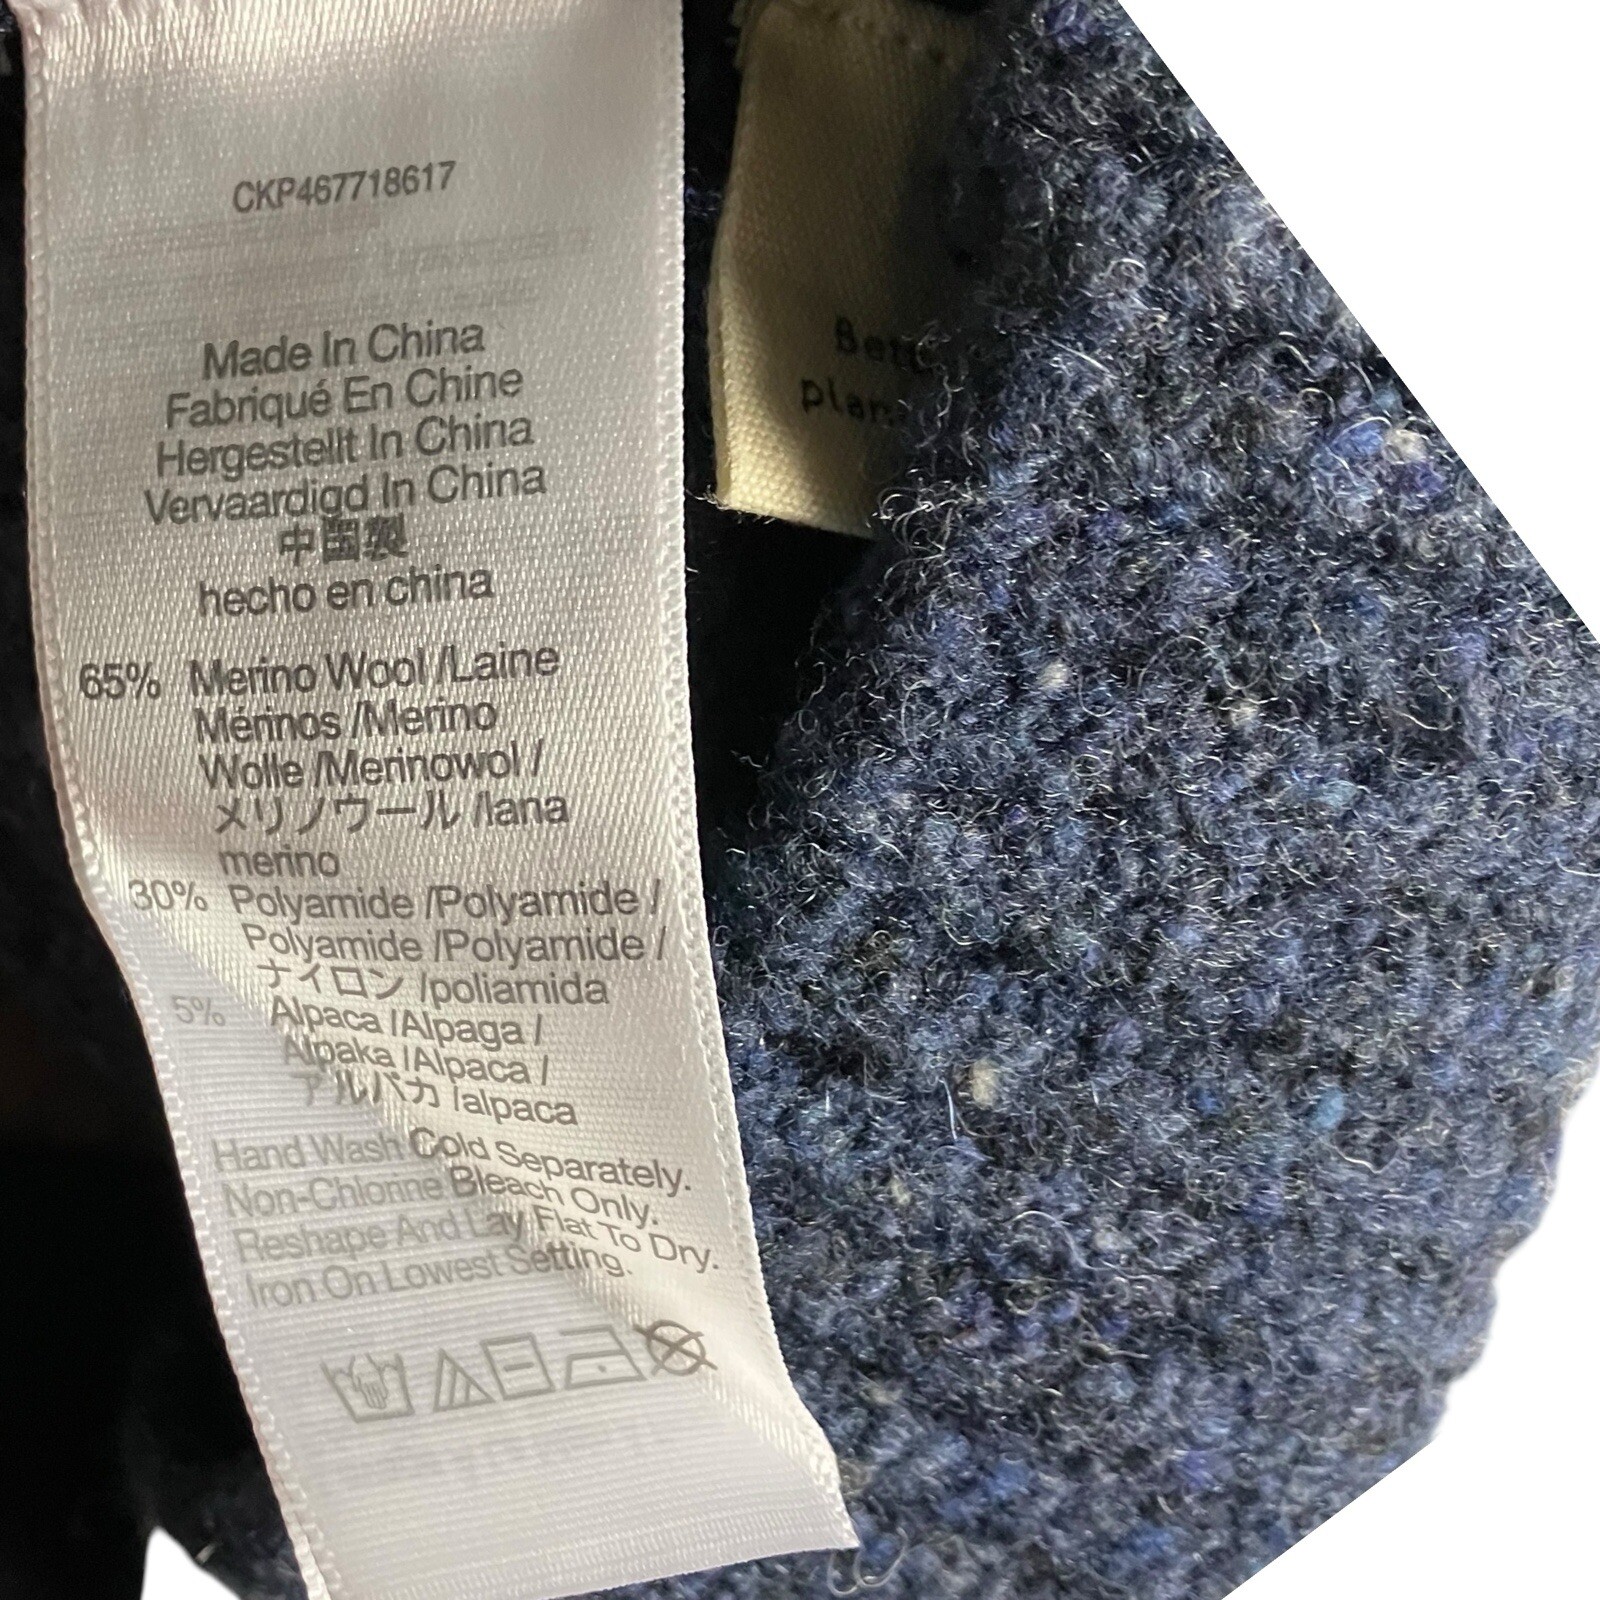 CKP467718617
Made In China
Fabriqué En Chine
Hergestellt In China
Vervaardigd In China
中国製
hecho en china
65% Merino Wool /Laine
Mérinos /Merino
Wolle /Merinowol /
メリノウール /lana
merino
30% Polyamide /Polyamide /
Polyamide /Polyamide /
ナイロン /poliamida
5% Alpaca /Alpaga /
Alpaka /Alpaca /
アルパカ /alpaca
Hand Wash Cold Separately.
Non-Chlorine Bleach Only.
Reshape And Lay Flat To Dry.
Iron On Lowest Setting.